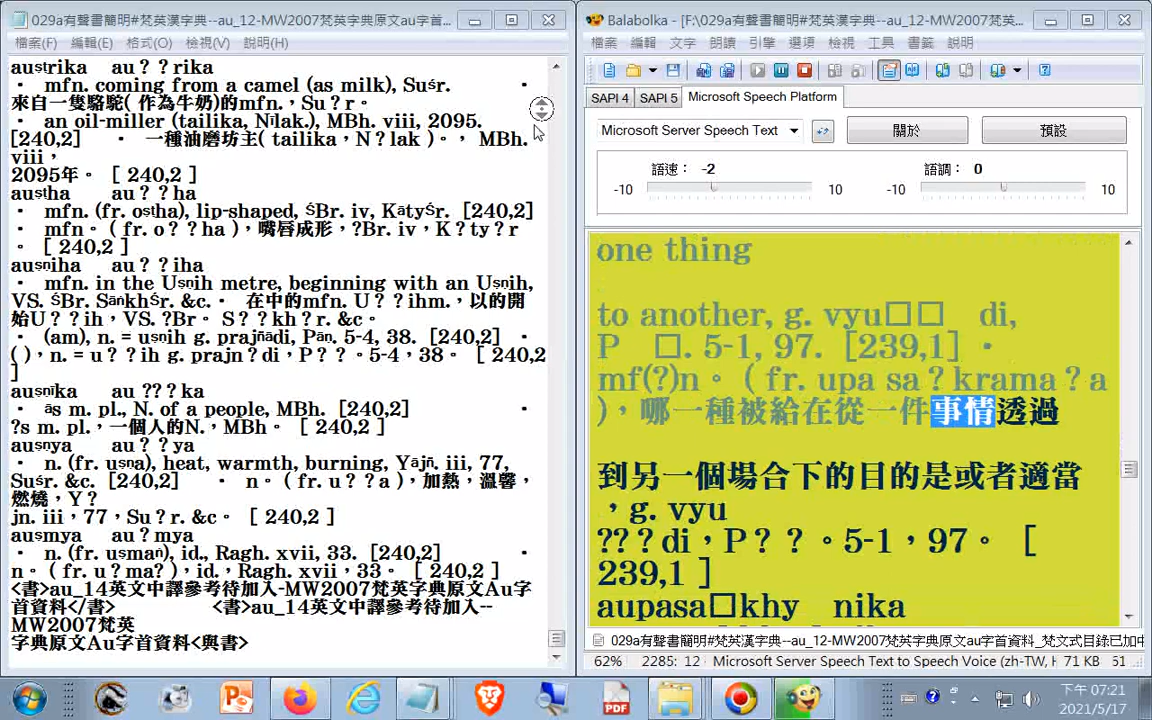 029a有聲書簡明#梵英漢字典--au_12-MW2007梵英字典原文au字首...
檔案(F) 編輯(E) 格式(O) 檢視(V) 說明(H)
auṣṭrika au??rika
• mfn. coming from a camel (as milk), Suśr. •
來自一隻駱駝( 作為牛奶)的mfn.，Su?r。
• an oil-miller (tailika, Nīlak.), MBh. viii, 2095.
[240,2] • 一種油磨坊主( tailika，N?lak )。， MBh.
viii，
2095年。 [ 240,2 ]
auṣṭha au??ha
• mfn. (fr. oṣṭha), lip-shaped, ŚBr. iv, KātyŚr. [240,2]
• mfn。( fr. o??ha )，嘴唇成形，?Br. iv，K?ty?r
。 [ 240,2 ]
auṣṇiha au??iha
• mfn. in the Uṣṇih metre, beginning with an Uṣṇih,
VS. ŚBr. SāṅkhŚr. &c. • 在中的mfn. U??ihm.，以的開
始U??ih，VS. ?Br。 S??kh?r. &c。
• (am), n. = uṣṇih g. prajñādi, Pāṇ. 5-4, 38. [240,2] •
( )，n. = u??ih g. prajn?di，P??。5-4，38。 [ 240,2
]
auṣṇīka au???ka
• ās m. pl., N. of a people, MBh. [240,2] •
?s m. pl.，一個人的N.，MBh。 [ 240,2 ]
auṣṇya au??ya
• n. (fr. uṣṇa), heat, warmth, burning, Yājñ. iii, 77,
Suśr. &c. [240,2] • n。( fr. u??a )，加熱，溫馨，
燃燒，Y?
jn. iii，77，Su?r. &c。 [ 240,2 ]
auṣmya au?mya
• n. (fr. uṣman), id., Ragh. xvii, 33. [240,2] •
n。( fr. u?ma?)，id.，Ragh. xvii，33。 [ 240,2 ]
<書>au_14英文中譯參考待加入-MW2007梵英字典原文Au字
首資料</書> <書>au_14英文中譯參考待加入--
MW2007梵英
字典原文Au字首資料<與書>
Balabolka - [F:\029a有聲書簡明#梵英漢字典--au_12-MW2007梵英...
檔案 編輯 文字 朗讀 引擎 選項 檢視 工具 書籤 說明
SAPI 4 SAPI 5 Microsoft Speech Platform
Microsoft Server Speech Text 關於 預設
語速： -2 語調： 0
-10 10 -10 10
one thing
to another, g. vyu□□ di,
P □. 5-1, 97. [239,1] •
mf(?)n。( fr. upa sa?krama?a
)，哪一種被給在從一件事情透過
到另一個場合下的目的是或者適當
，g. vyu
???di，P??。5-1，97。 [
239,1 ]
aupasa□khy nika
029a有聲書簡明#梵英漢字典--au_12-MW2007梵英字典原文au字首資料_梵文式目錄已加中
62% 2285: 12 Microsoft Server Speech Text to Speech Voice (zh-TW, H 71 KB 51
下午 07:21
2021/5/17